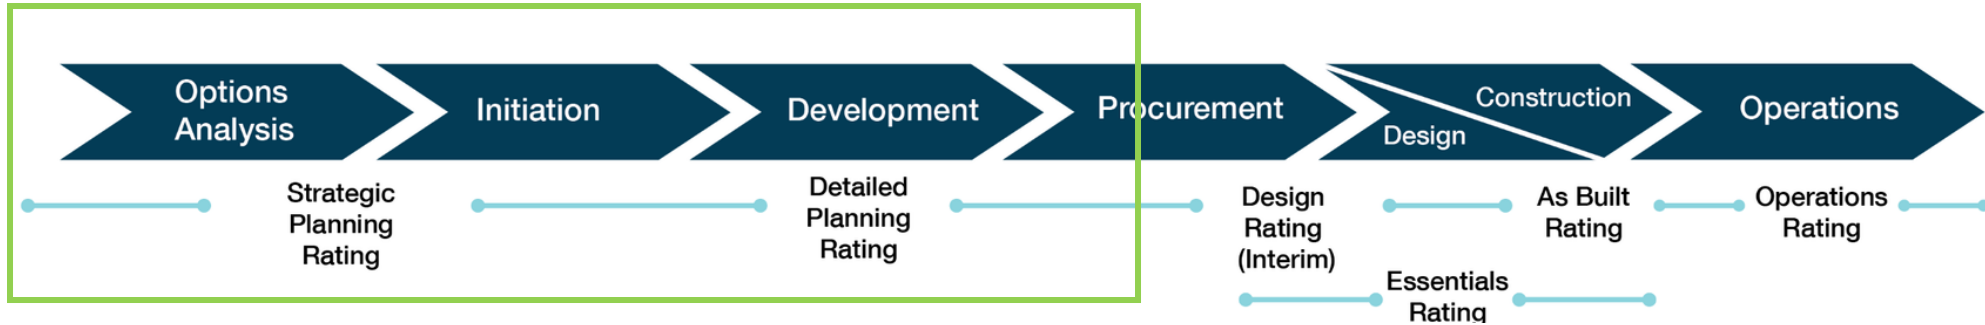 Options
Analysis
Initiation
Development
Procurement
Design
Construction
Operations
Strategic
Planning
Rating
Detailed
Planning
Rating
Design
Rating
(Interim)
As Built
Rating
Operations
Rating
Essentials
Rating